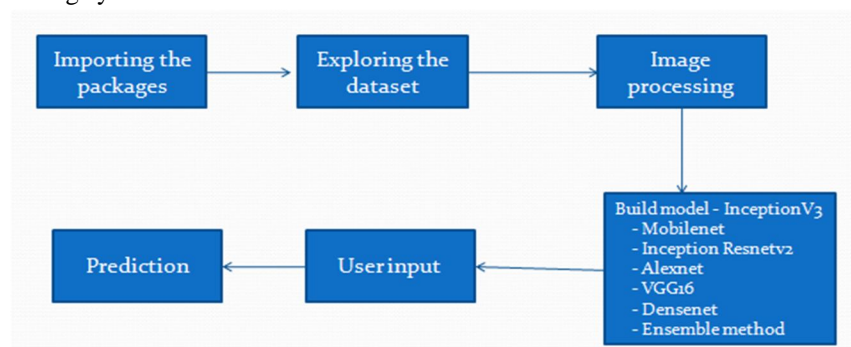 Importing the
packages
Exploring the
dataset
Image
processing
Build model - InceptionV3
- Mobilenet
- Inception Resnetv2
- Alexnet
- VGG16
- Densenet
- Ensemble method
User input
Prediction